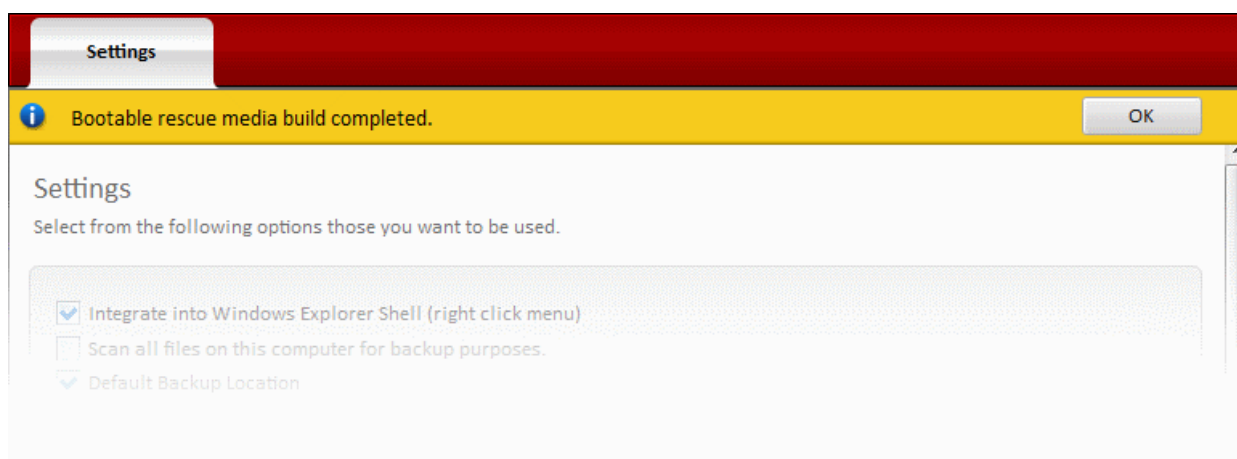 Settings
Bootable rescue media build completed.
OK
Settings
Select from the following options those you want to be used.
Integrate into Windows Explorer Shell (right click menu)
Scan all files on this computer for backup purposes.
Default Backup Location